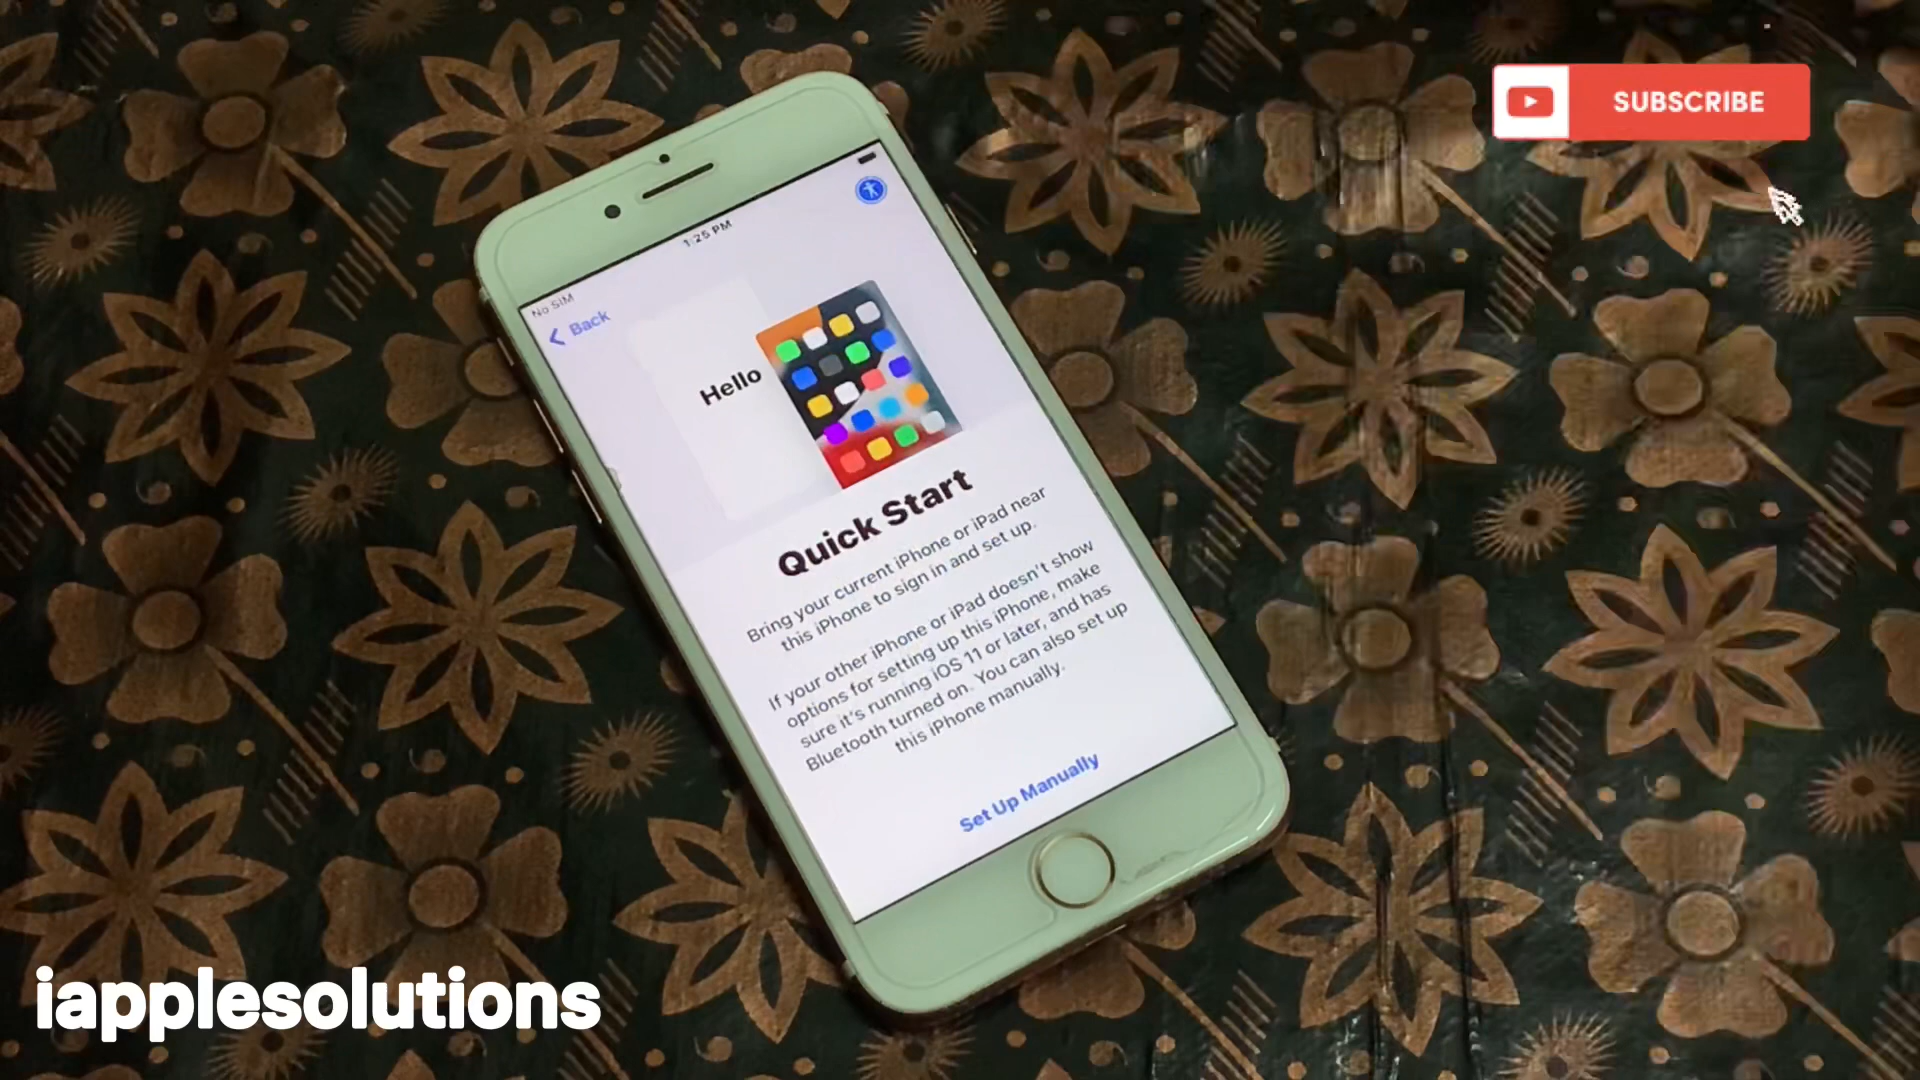 SUBSCRIBE
No SIM
1:25 PM
Back
Hello
Quick Start
Bring your current iPhone or iPad near
this iPhone to sign in and set up.
If your other iPhone or iPad doesn't show
options for setting up this iPhone, make
sure it's running iOS 11 or later, and has
Bluetooth turned on. You can also set up
this iPhone manually.
Set Up Manually
iapplesolutions